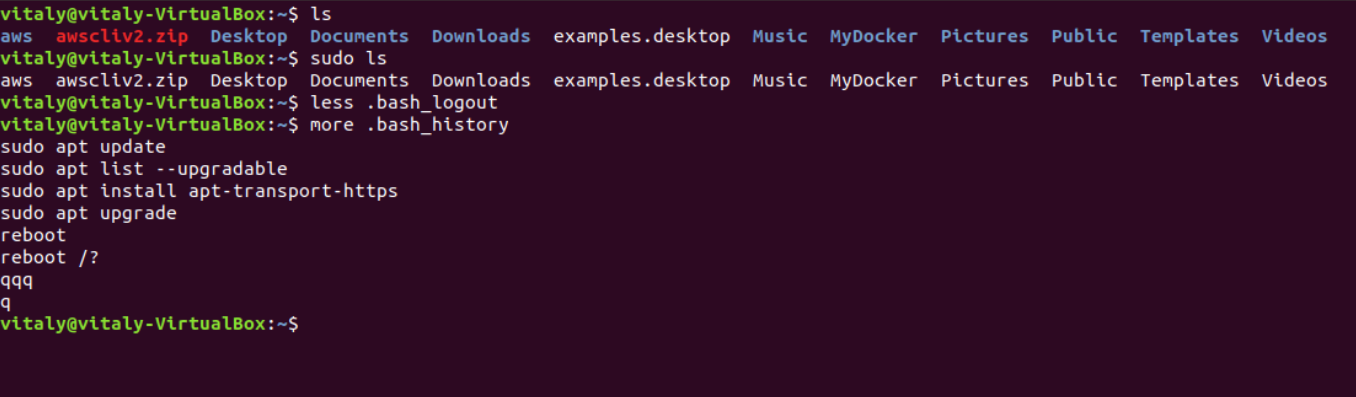 vitaly@vitaly-VirtualBox:~$ ls
aws  awscliv2.zip  Desktop  Documents  Downloads  examples.desktop  Music  MyDocker  Pictures  Public  Templates  Videos
vitaly@vitaly-VirtualBox:~$ sudo ls
aws  awscliv2.zip  Desktop  Documents  Downloads  examples.desktop  Music  MyDocker  Pictures  Public  Templates  Videos
vitaly@vitaly-VirtualBox:~$ less .bash_logout
vitaly@vitaly-VirtualBox:~$ more .bash_history
sudo apt update
sudo apt list --upgradable
sudo apt install apt-transport-https
sudo apt upgrade
reboot
reboot /?
qqq
q
vitaly@vitaly-VirtualBox:~$